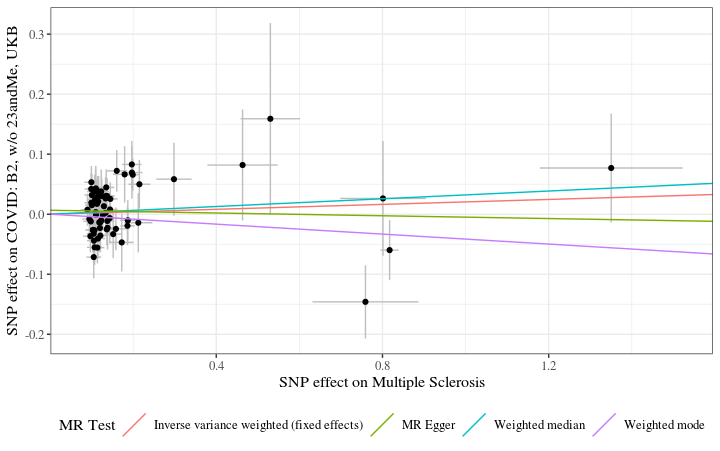 SNP effect on COVID: B2, w/o 23andMe, UKB
0.3
0.2
0.1
0.0
-0.1
-0.2
0.4
0.8
1.2
SNP effect on Multiple Sclerosis
MR Test
Inverse variance weighted (fixed effects)
MR Egger
Weighted median
Weighted mode